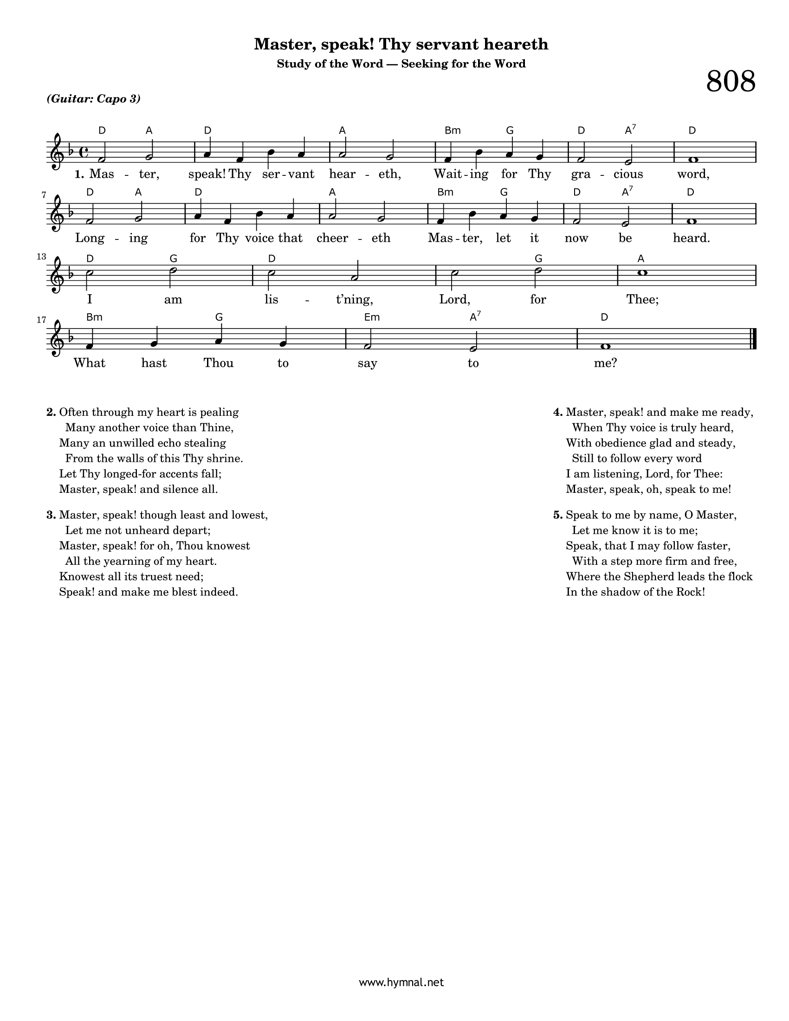 Master, speak! Thy servant heareth
Study of the Word — Seeking for the Word
808
(Guitar: Capo 3)
D A D A Bm G D A7 D
1. Mas - ter, speak! Thy ser - vant hear - eth, Wait - ing for Thy gra - cious word,
7
D A D A Bm G D A7 D
Long - ing for Thy voice that cheer - eth Mas - ter, let it now be heard.
13
D G D G A
I am lis - t'ning, Lord, for Thee;
17
Bm G Em A7 D
What hast Thou to say to me?
2. Often through my heart is pealing
Many another voice than Thine,
Many an unwilled echo stealing
From the walls of this Thy shrine.
Let Thy longed-for accents fall;
Master, speak! and silence all.
3. Master, speak! though least and lowest,
Let me not unheard depart;
Master, speak! for oh, Thou knowest
All the yearning of my heart.
Knowest all its truest need;
Speak! and make me blest indeed.
4. Master, speak! and make me ready,
When Thy voice is truly heard,
With obedience glad and steady,
Still to follow every word
I am listening, Lord, for Thee:
Master, speak, oh, speak to me!
5. Speak to me by name, O Master,
Let me know it is to me;
Speak, that I may follow faster,
With a step more firm and free,
Where the Shepherd leads the flock
In the shadow of the Rock!
www.hymnal.net